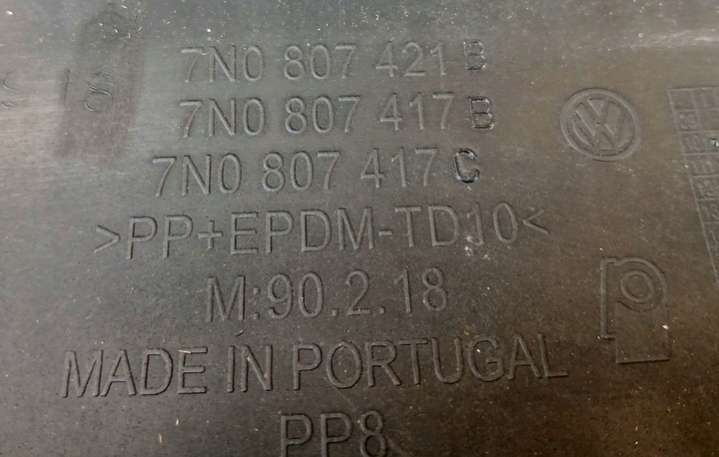 7N0 807 421 B
7N0 807 417 B
7N0 807 417 C
>PP+EPDM-TD10<
M:90.2.18
MADE IN PORTUGAL
PP8